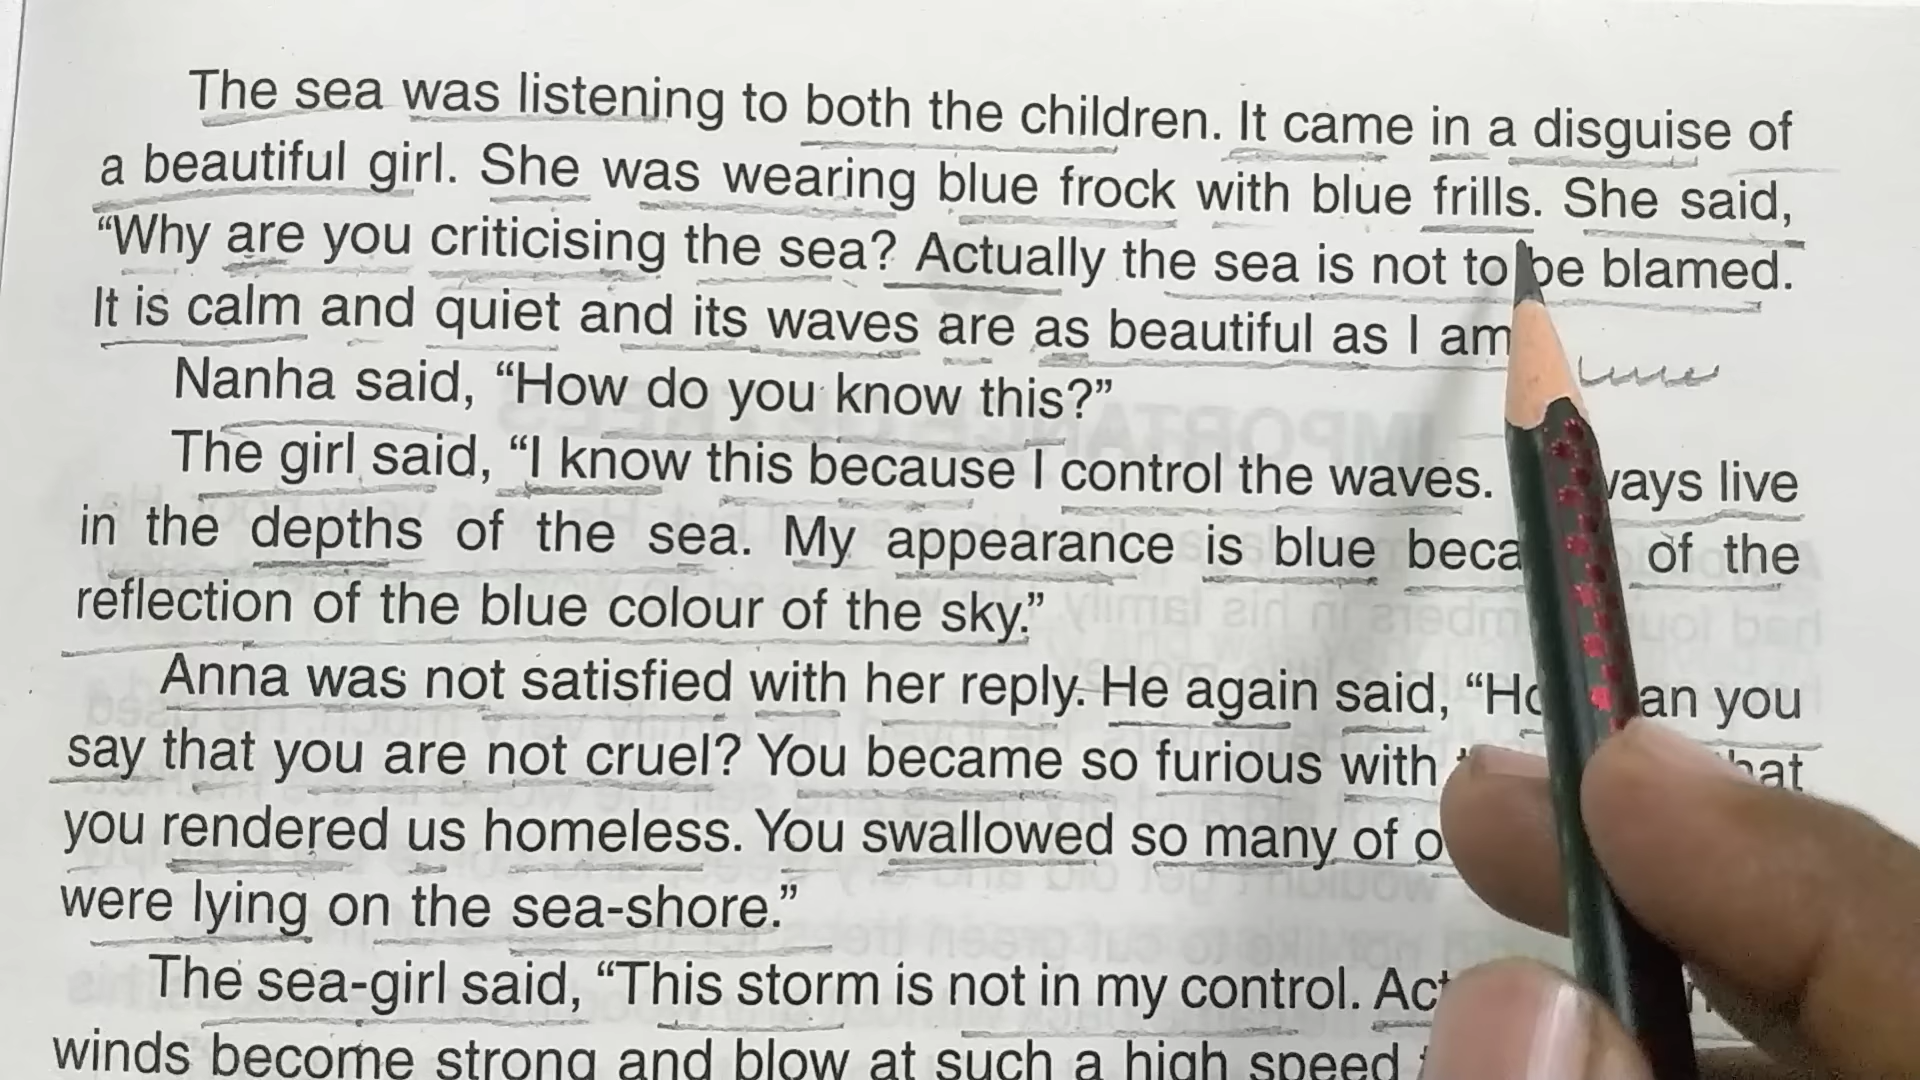 The sea was listening to both the children. It came in a disguise of
a beautiful girl. She was wearing blue frock with blue frills. She said,
“Why are you criticising the sea? Actually the sea is not to be blamed.
It is calm and quiet and its waves are as beautiful as I am
Nanha said, “How do you know this?”
The girl said, “I know this because I control the waves. live
in the depths of the sea. My appearance is blue of the
reflection of the blue colour of the sky.”
Anna was not satisfied with her reply. He again said, “ you
say that you are not cruel? You became so furious with
you rendered us homeless. You swallowed so many of
were lying on the sea-shore.”
The sea-girl said, “This storm is not in my control.
winds become strong and blow at such a high speed